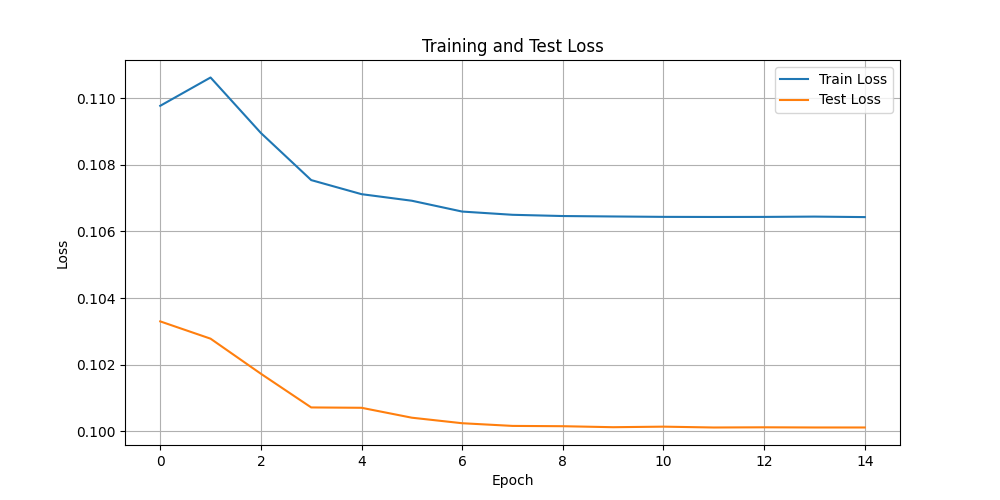 Training and Test Loss
Train Loss
Test Loss
0.110
0.108
0.106
0.104
0.102
0.100
Loss
0 2 4 6 8 10 12 14
Epoch